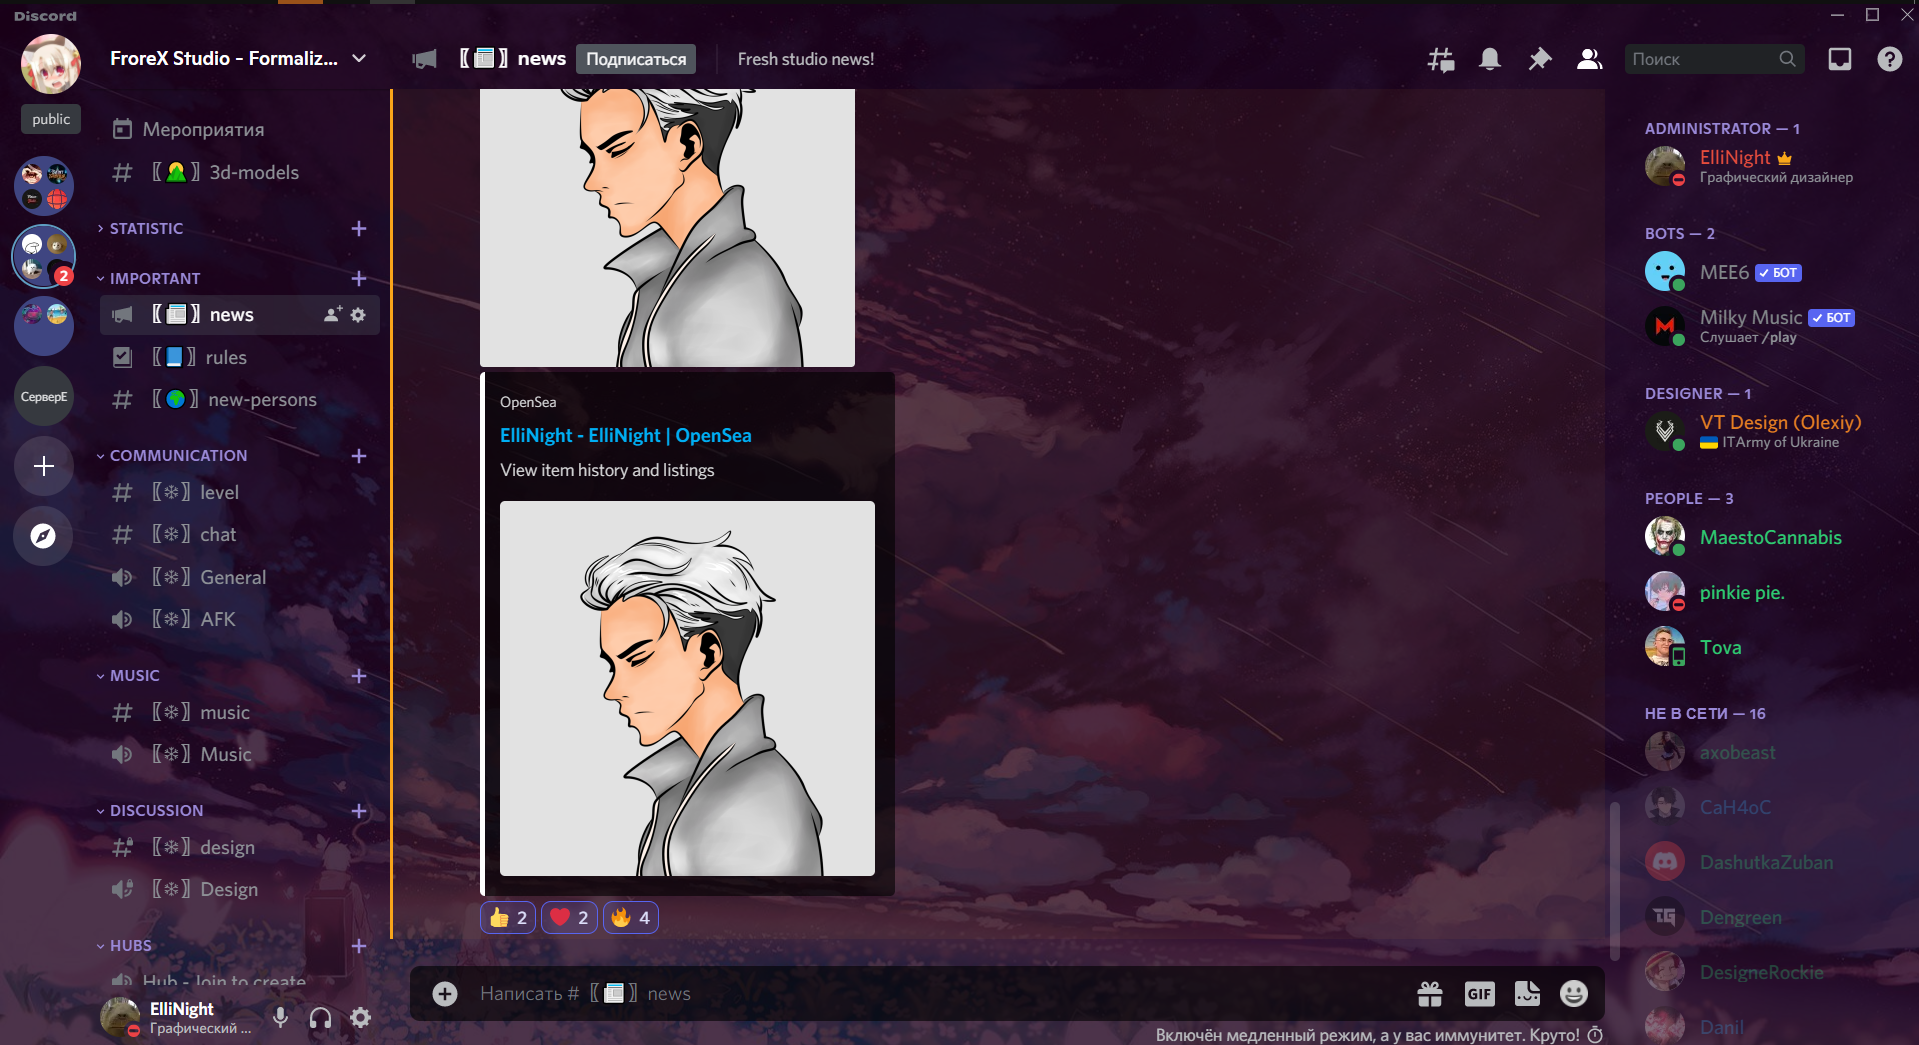 Discord
FroreX Studio - Formaliz...
〘📰〙news
Подписаться
Fresh studio news!
Поиск
public
Мероприятия
〘🏞〙3d-models
STATISTIC
IMPORTANT
〘📰〙news
〘📘〙rules
〘🌍〙new-persons
COMMUNICATION
〘❄〙level
〘❄〙chat
〘❄〙General
〘❄〙AFK
MUSIC
〘❄〙music
〘❄〙Music
DISCUSSION
〘❄〙design
〘❄〙Design
HUBS
Hub - Join to create
2
СерверЕ
ElliNight
Графический ...
OpenSea
ElliNight - ElliNight | OpenSea
View item history and listings
👍 2 ❤️ 2 🔥 4
Написать # 〘📰〙news
GIF
Включён медленный режим, а у вас иммунитет. Круто!
ADMINISTRATOR — 1
ElliNight
Графический дизайнер
BOTS — 2
MEE6 ✓ БОТ
Milky Music ✓ БОТ
Слушает /play
DESIGNER — 1
VT Design (Olexiy)
🇺🇦 ITArmy of Ukraine
PEOPLE — 3
MaestoCannabis
pinkie pie.
Tova
НЕ В СЕТИ — 16
axobeast
CaH4oC
DashutkaZuban
Dengreen
DesigneRockie
Danil